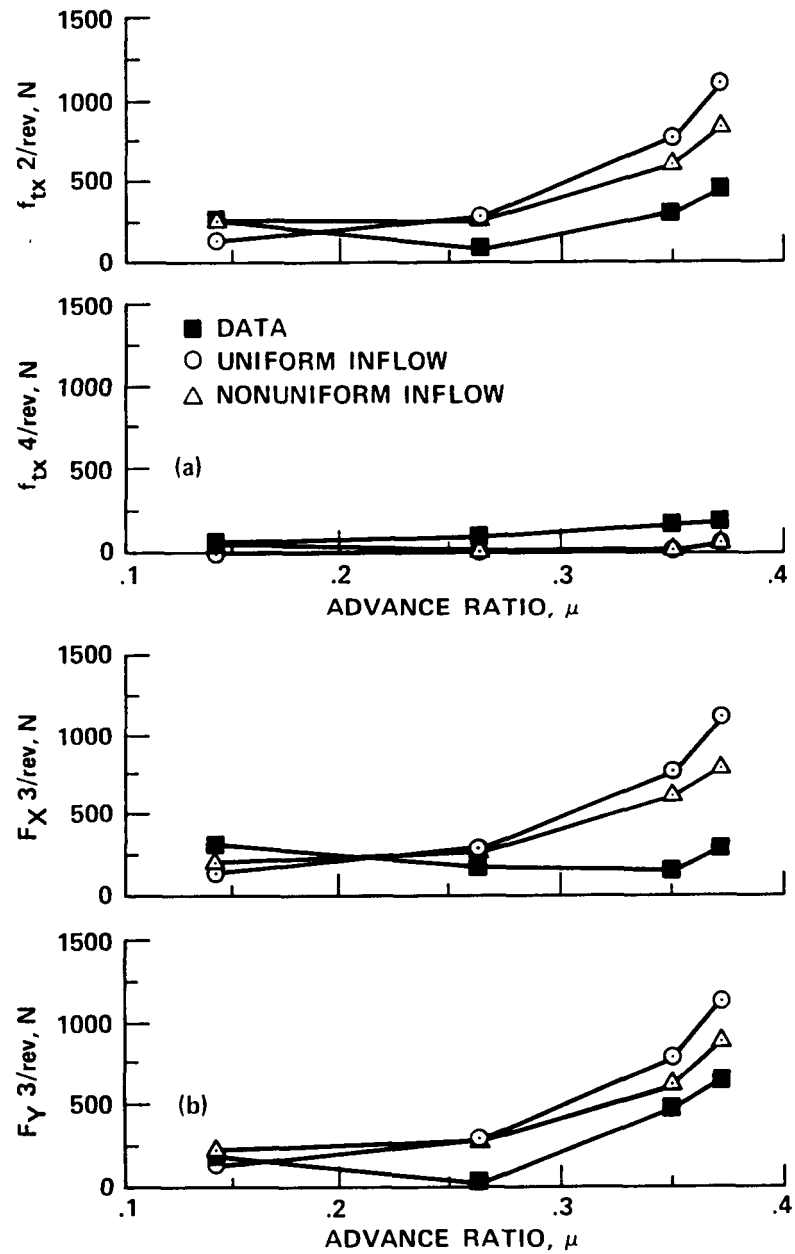 f_tx 2/rev, N
1500
1000
500
0
f_tx 4/rev, N
1500
1000
500
0
■ DATA
○ UNIFORM INFLOW
△ NONUNIFORM INFLOW
(a)
.1 .2 .3 .4
ADVANCE RATIO, μ
F_X 3/rev, N
1500
1000
500
0
F_Y 3/rev, N
1500
1000
500
0
(b)
.1 .2 .3 .4
ADVANCE RATIO, μ